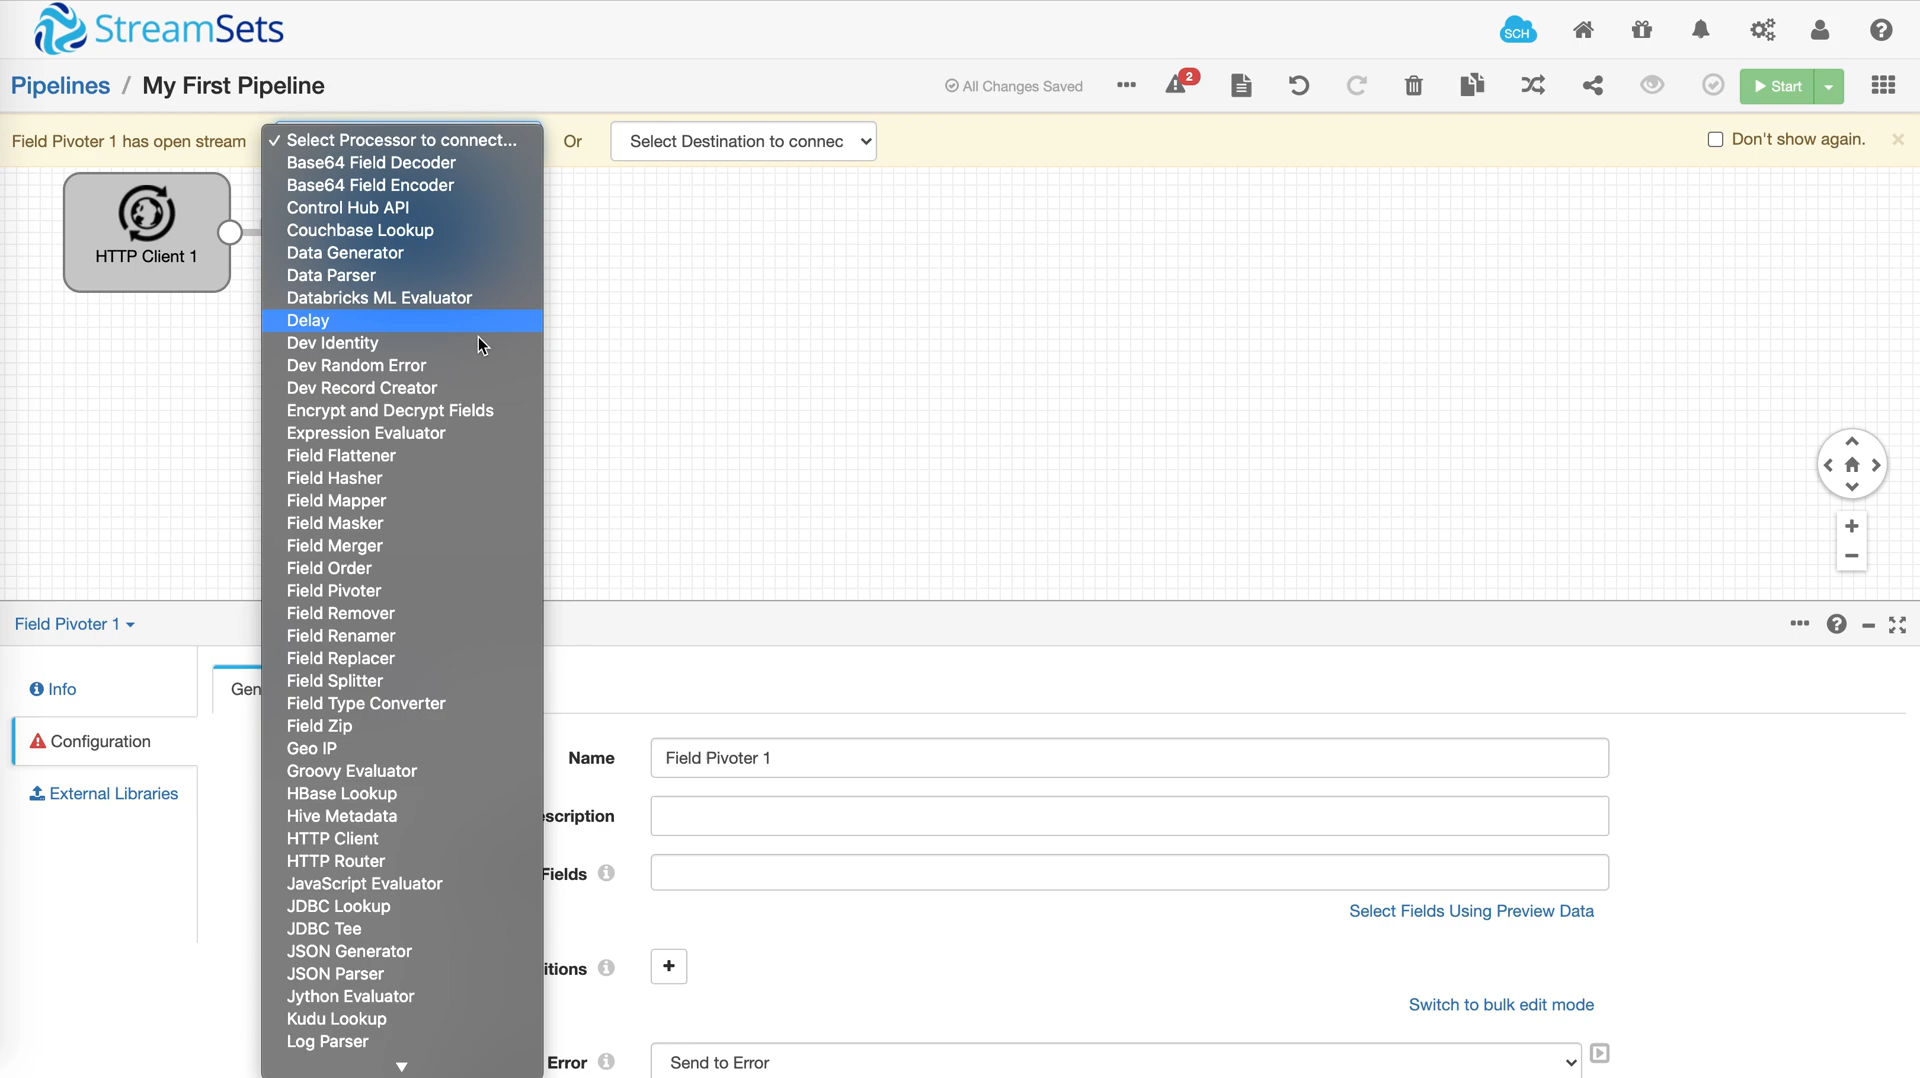 StreamSets
SCH
Pipelines / My First Pipeline
All Changes Saved
2
Start
Field Pivoter 1 has open stream
✓ Select Processor to connect...
Or
Select Destination to connec
Don't show again.
HTTP Client 1
Base64 Field Decoder
Base64 Field Encoder
Control Hub API
Couchbase Lookup
Data Generator
Data Parser
Databricks ML Evaluator
Delay
Dev Identity
Dev Random Error
Dev Record Creator
Encrypt and Decrypt Fields
Expression Evaluator
Field Flattener
Field Hasher
Field Mapper
Field Masker
Field Merger
Field Order
Field Pivoter
Field Remover
Field Renamer
Field Replacer
Field Splitter
Field Type Converter
Field Zip
Geo IP
Groovy Evaluator
HBase Lookup
Hive Metadata
HTTP Client
HTTP Router
JavaScript Evaluator
JDBC Lookup
JDBC Tee
JSON Generator
JSON Parser
Jython Evaluator
Kudu Lookup
Log Parser
Field Pivoter 1
Info
Configuration
External Libraries
Gen
Name
Field Pivoter 1
scription
Fields
Select Fields Using Preview Data
itions
+
Switch to bulk edit mode
Error
Send to Error